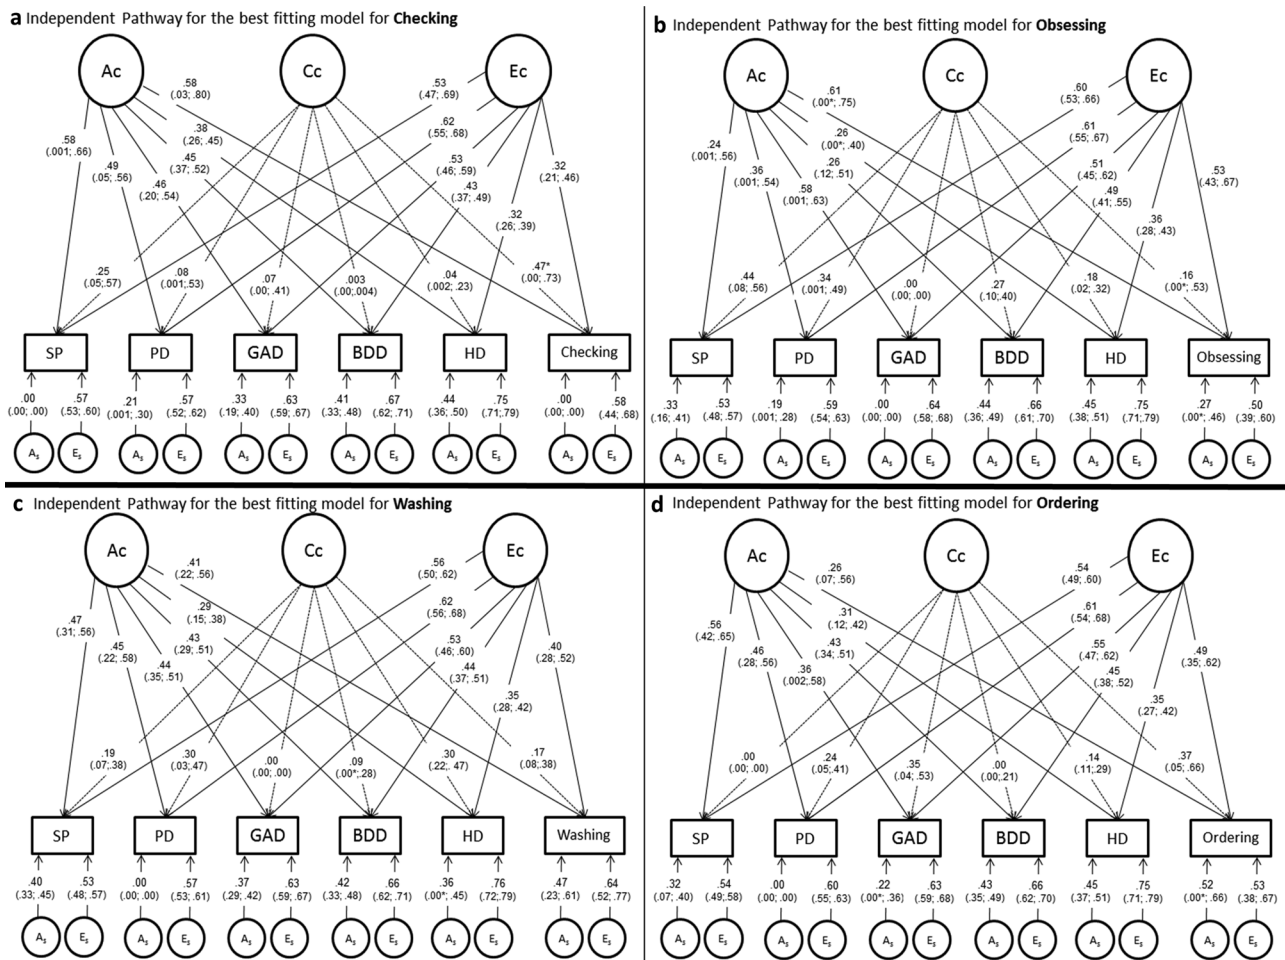 a Independent Pathway for the best fitting model for Checking
Ac
Cc
Ec
.58
(.03; .80)
.53
(.47; .69)
.38
(.26; .45)
.62
(.55; .68)
.58
(.001; .66)
.45
(.37; .52)
.53
(.46; .59)
.49
(.05; .56)
.32
(.21; .46)
.46
(.20; .54)
.43
(.37; .49)
.32
(.26; .39)
.25
(.05;.57)
.08
(.001;.53)
.07
(.00; .41)
.003
(.00;.004)
.04
(.002;.23)
.47*
(.00; .73)
SP
PD
GAD
BDD
HD
Checking
.00
(.00;.00)
.57
(.53; .60)
.21
(.001; .30)
.57
(.52; .62)
.33
(.19; .40)
.63
(.59; .67)
.41
(.33; .48)
.67
(.62; .71)
.44
(.36; .50)
.75
(.71;.79)
.00
(.00; .00)
.58
(.44; .68)
As
Es
As
Es
As
Es
As
Es
As
Es
As
Es
b Independent Pathway for the best fitting model for Obsessing
Ac
Cc
Ec
.61
(.00*; .75)
.60
(.53; .66)
.26
(.00*; .40)
.61
(.55; .67)
.24
(.001; .56)
.26
(.12; .51)
.51
(.45; .62)
.36
(.001; .54)
.53
(.43; .67)
.58
(.001; .63)
.49
(.41; .55)
.36
(.28; .43)
.44
(.08; .56)
.34
(.001; .49)
.00
(.00; .00)
.27
(.10;.40)
.18
(.02; .32)
.16
(.00*; .53)
SP
PD
GAD
BDD
HD
Obsessing
.33
(.16; .41)
.53
(.48; .57)
.19
(.001; .28)
.59
(.54; .63)
.00
(.00; .00)
.64
(.58; .68)
.44
(.36; .49)
.66
(.61; .70)
.45
(.38; .51)
.75
(.71; .79)
.27
(.00*; .46)
.50
(.39; .60)
As
Es
As
Es
As
Es
As
Es
As
Es
As
Es
c Independent Pathway for the best fitting model for Washing
Ac
Cc
Ec
.41
(.22; .56)
.56
(.50; .62)
.29
(.15; .38)
.62
(.56; .68)
.47
(.31; .56)
.43
(.29; .51)
.53
(.46; .60)
.45
(.22; .58)
.40
(.28; .52)
.44
(.35; .51)
.44
(.37; .51)
.35
(.28; .42)
.19
(.07;.38)
.30
(.03;.47)
.00
(.00; .00)
.09
(.00*;.28)
.30
(.22; .47)
.17
(.08;.38)
SP
PD
GAD
BDD
HD
Washing
.40
(.33; .45)
.53
(.48; .57)
.00
(.00; .00)
.57
(.53; .61)
.37
(.29; .42)
.63
(.59; .67)
.42
(.33; .48)
.66
(.62; .71)
.36
(.00*; .45)
.76
(.72;.79)
.47
(.23; .61)
.64
(.52; .77)
As
Es
As
Es
As
Es
As
Es
As
Es
As
Es
d Independent Pathway for the best fitting model for Ordering
Ac
Cc
Ec
.26
(.07; .56)
.54
(.49; .60)
.31
(.12; .42)
.61
(.54; .68)
.56
(.42; .65)
.43
(.34; .51)
.55
(.47; .62)
.46
(.28; .56)
.49
(.35; .62)
.36
(.002;.58)
.45
(.38; .52)
.35
(.27; .42)
.00
(.00; .00)
.24
(.05;.41)
.35
(.04; .53)
.00
(.00;.21)
.14
(.11;.29)
.37
(.05; .66)
SP
PD
GAD
BDD
HD
Ordering
.32
(.07; .40)
.54
(.49;.58)
.00
(.00;.00)
.60
(.55; .63)
.22
(.00*; .36)
.63
(.59; .68)
.43
(.35; .49)
.66
(.62; .70)
.45
(.37; .51)
.75
(.71; .79)
.52
(.00*; .66)
.53
(.38; .67)
As
Es
As
Es
As
Es
As
Es
As
Es
As
Es